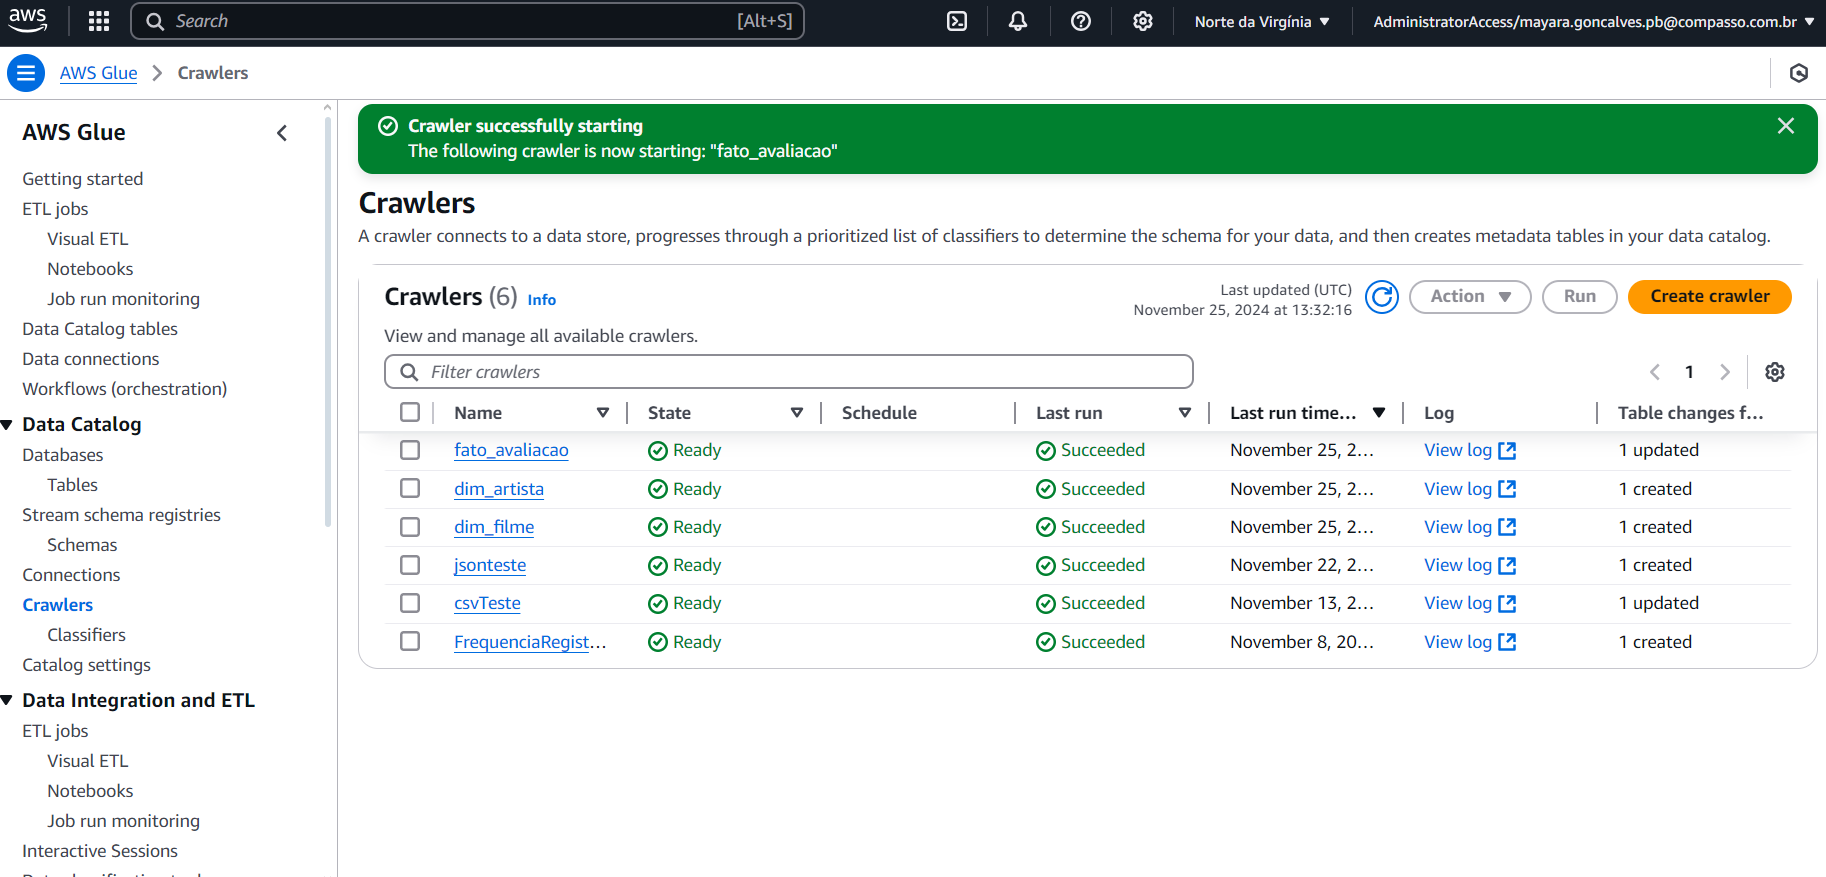 aws
Search
[Alt+S]
Norte da Virgínia
AdministratorAccess/mayara.goncalves.pb@compasso.com.br
AWS Glue
Crawlers
AWS Glue
Getting started
ETL jobs
Visual ETL
Notebooks
Job run monitoring
Data Catalog tables
Data connections
Workflows (orchestration)
Data Catalog
Databases
Tables
Stream schema registries
Schemas
Connections
Crawlers
Classifiers
Catalog settings
Data Integration and ETL
ETL jobs
Visual ETL
Notebooks
Job run monitoring
Interactive Sessions
Crawler successfully starting
The following crawler is now starting: "fato_avaliacao"
Crawlers
A crawler connects to a data store, progresses through a prioritized list of classifiers to determine the schema for your data, and then creates metadata tables in your data catalog.
Crawlers (6) Info
Last updated (UTC)
November 25, 2024 at 13:32:16
Action
Run
Create crawler
View and manage all available crawlers.
Filter crawlers
1
Name State Schedule Last run Last run time... Log Table changes f...
fato_avaliacao Ready Succeeded November 25, 2... View log 1 updated
dim_artista Ready Succeeded November 25, 2... View log 1 created
dim_filme Ready Succeeded November 25, 2... View log 1 created
jsonteste Ready Succeeded November 22, 2... View log 1 created
csvTeste Ready Succeeded November 13, 2... View log 1 updated
FrequenciaRegist... Ready Succeeded November 8, 20... View log 1 created